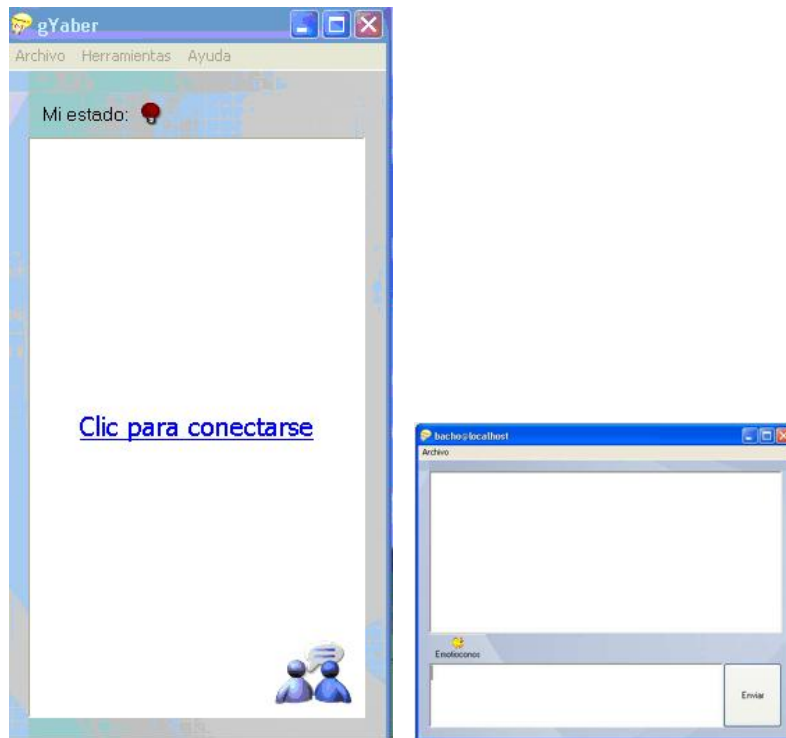 gYaber
Archivo Herramientas Ayuda
Mi estado:
Clic para conectarse
bacho@localhost
Archivo
Emoticonos
Enviar